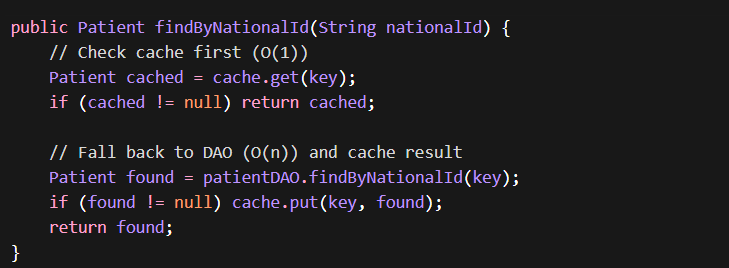 public Patient findByNationalId(String nationalId) {
    // Check cache first (O(1))
    Patient cached = cache.get(key);
    if (cached != null) return cached;

    // Fall back to DAO (O(n)) and cache result
    Patient found = patientDAO.findByNationalId(key);
    if (found != null) cache.put(key, found);
    return found;
}